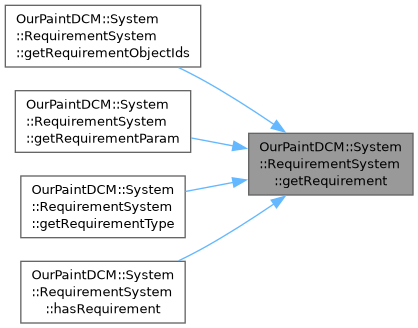 OurPaintDCM::System
::RequirementSystem
::getRequirementObjectIds
OurPaintDCM::System
::RequirementSystem
::getRequirementParam
OurPaintDCM::System
::RequirementSystem
::getRequirement
OurPaintDCM::System
::RequirementSystem
::getRequirementType
OurPaintDCM::System
::RequirementSystem
::hasRequirement